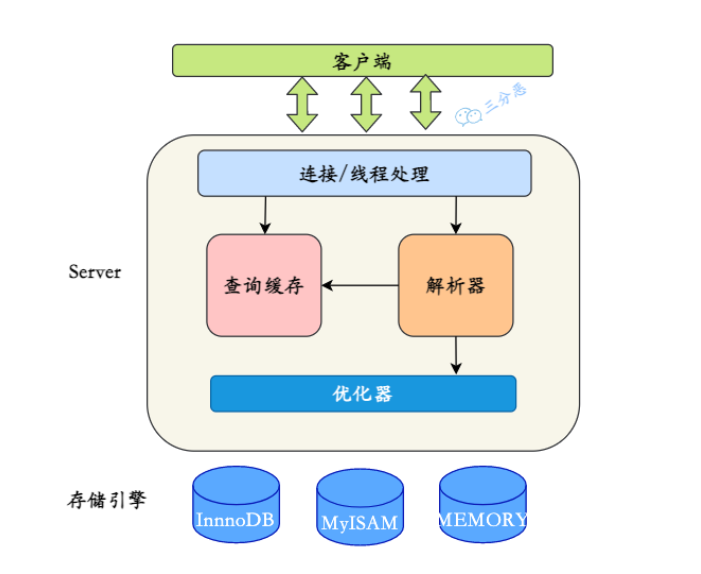 客户端
三分恶
连接/线程处理
Server
查询缓存
解析器
优化器
存储引擎
InnnoDB
MyISAM
MEMORY